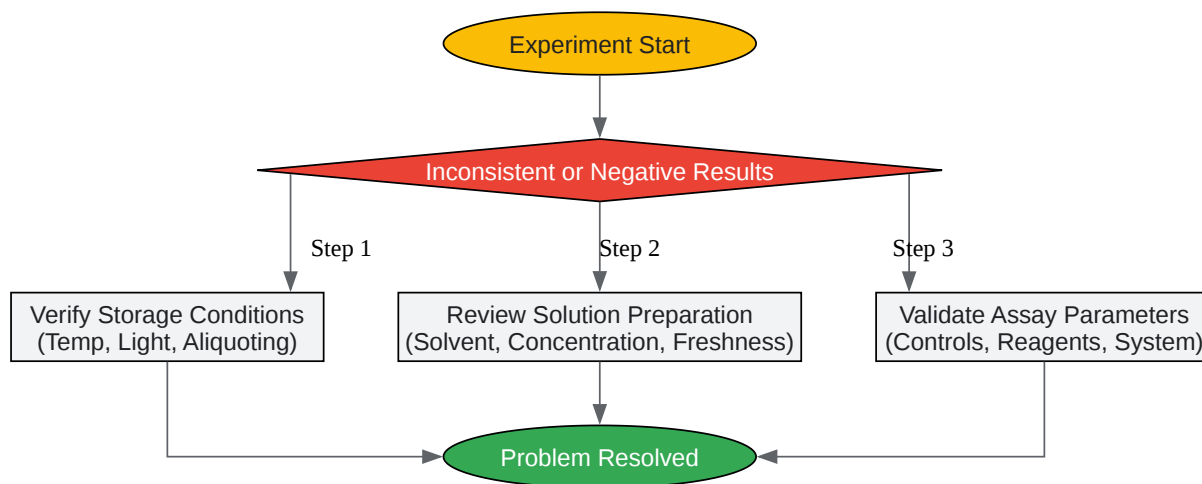 Experiment Start
Inconsistent or Negative Results
Step 1
Step 2
Step 3
Verify Storage Conditions
(Temp, Light, Aliquoting)
Review Solution Preparation
(Solvent, Concentration, Freshness)
Validate Assay Parameters
(Controls, Reagents, System)
Problem Resolved